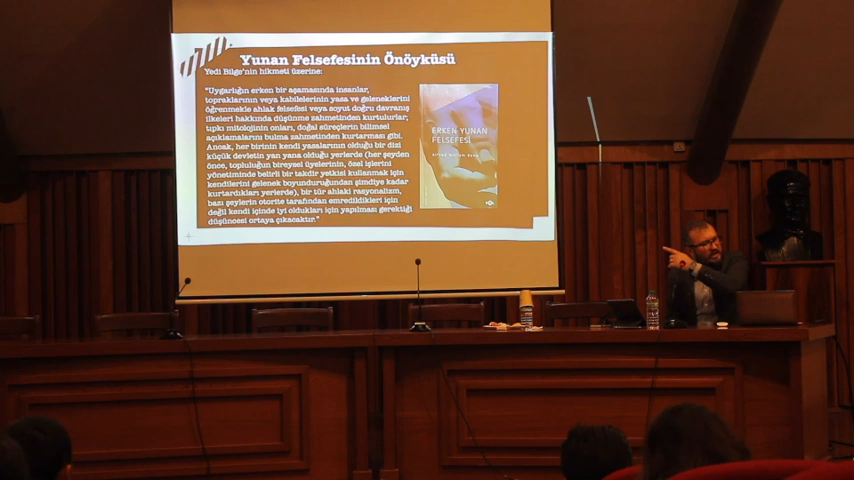 Yunan Felsefesinin Önöyküsü
Yedi Bilge'nin hikmeti üzerine:
"Uygarlığın erken bir aşamasında insanlar,
topraklarının veya kabilelerinin yasa ve geleneklerini
öğrenmekle ahlak felsefesi veya soyut doğru davranış
ilkeleri hakkında düşünme zahmetinden kurtulurlar,
tıpkı mitolojinin onları, doğal süreçlerin bilimsel
açıklamalarını bulma zahmetinden kurtarması gibi.
Ancak, her birinin kendi yasalarının olduğu bir dizi
küçük devletin yan yana olduğu yerlerde (her şeyden
önce, topluluğun bireysel üyelerinin, özel işlerini
yönetiminde belirli bir takdir yetkisi kullanmak için
kendilerini gelenek boyunduruğundan şimdiye kadar
kurtardıkları yerlerde), bir tür ahlaki rasyonalizm,
bazı şeylerin otorite tarafından emredildikleri için
değil kendi içinde iyi oldukları için yapılması gerektiği
düşüncesi ortaya çıkacaktır."
ERKEN YUNAN
FELSEFESİ